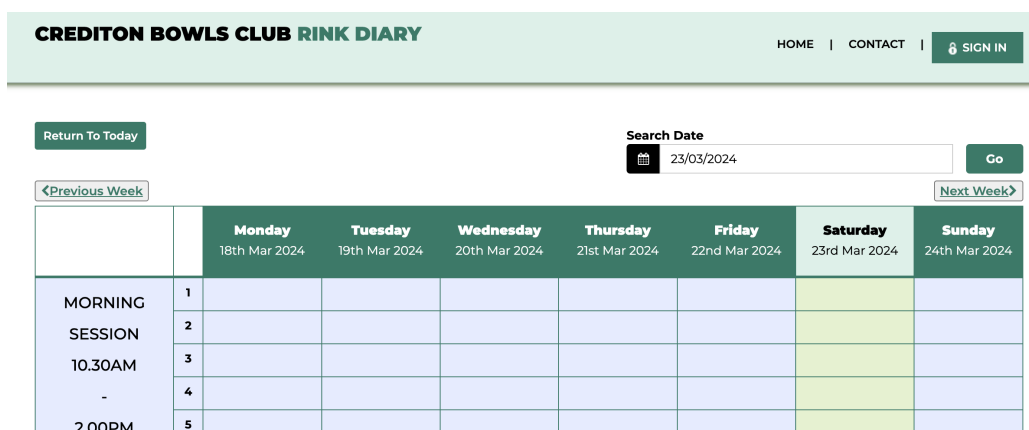 CREDITON BOWLS CLUB RINK DIARY
HOME | CONTACT | SIGN IN
Return To Today
Search Date
23/03/2024
Go
Previous Week
Next Week
Monday Tuesday Wednesday Thursday Friday Saturday Sunday
18th Mar 2024 19th Mar 2024 20th Mar 2024 21st Mar 2024 22nd Mar 2024 23rd Mar 2024 24th Mar 2024
MORNING
SESSION
10.30AM
-
2.00PM
1
2
3
4
5